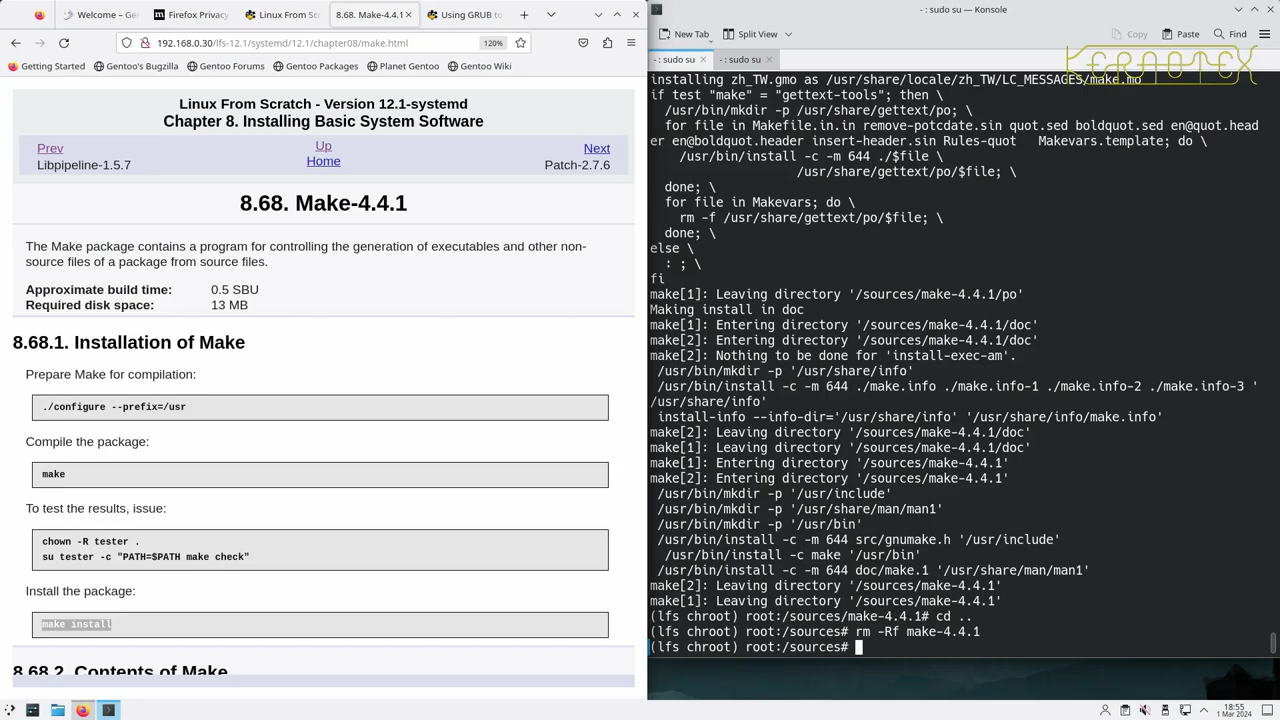 Welcome – Ge
Firefox Privacy
Linux From Scr
8.68. Make-4.4.1
Using GRUB to
192.168.0.30/lfs-12.1/systemd/12.1/chapter08/make.html
120%
Getting Started
Gentoo's Bugzilla
Gentoo Forums
Gentoo Packages
Planet Gentoo
Gentoo Wiki
Linux From Scratch - Version 12.1-systemd
Chapter 8. Installing Basic System Software
Prev
Up
Next
Libpipeline-1.5.7
Home
Patch-2.7.6
8.68. Make-4.4.1
The Make package contains a program for controlling the generation of executables and other non-
source files of a package from source files.
Approximate build time: 0.5 SBU
Required disk space: 13 MB
8.68.1. Installation of Make
Prepare Make for compilation:
./configure --prefix=/usr
Compile the package:
make
To test the results, issue:
chown -R tester .
su tester -c "PATH=$PATH make check"
Install the package:
make install
8.68.2. Contents of Make
- : sudo su — Konsole
New Tab
Split View
Copy
Paste
Find
- : sudo su
- : sudo su
KERNOTEX
installing zh_TW.gmo as /usr/share/locale/zh_TW/LC_MESSAGES/make.mo
if test "make" = "gettext-tools"; then \
/usr/bin/mkdir -p /usr/share/gettext/po; \
for file in Makefile.in.in remove-potcdate.sin quot.sed boldquot.sed en@quot.head
er en@boldquot.header insert-header.sin Rules-quot Makevars.template; do \
/usr/bin/install -c -m 644 ./$file \
/usr/share/gettext/po/$file; \
done; \
for file in Makevars; do \
rm -f /usr/share/gettext/po/$file; \
done; \
else \
: ; \
fi
make[1]: Leaving directory '/sources/make-4.4.1/po'
Making install in doc
make[1]: Entering directory '/sources/make-4.4.1/doc'
make[2]: Entering directory '/sources/make-4.4.1/doc'
make[2]: Nothing to be done for 'install-exec-am'.
/usr/bin/mkdir -p '/usr/share/info'
/usr/bin/install -c -m 644 ./make.info ./make.info-1 ./make.info-2 ./make.info-3 '
/usr/share/info'
install-info --info-dir='/usr/share/info' '/usr/share/info/make.info'
make[2]: Leaving directory '/sources/make-4.4.1/doc'
make[1]: Leaving directory '/sources/make-4.4.1/doc'
make[1]: Entering directory '/sources/make-4.4.1'
make[2]: Entering directory '/sources/make-4.4.1'
/usr/bin/mkdir -p '/usr/include'
/usr/bin/mkdir -p '/usr/share/man/man1'
/usr/bin/mkdir -p '/usr/bin'
/usr/bin/install -c -m 644 src/gnumake.h '/usr/include'
/usr/bin/install -c make '/usr/bin'
/usr/bin/install -c -m 644 doc/make.1 '/usr/share/man/man1'
make[2]: Leaving directory '/sources/make-4.4.1'
make[1]: Leaving directory '/sources/make-4.4.1'
(lfs chroot) root:/sources/make-4.4.1# cd ..
(lfs chroot) root:/sources# rm -Rf make-4.4.1
(lfs chroot) root:/sources#
18:55
1 Mar 2024